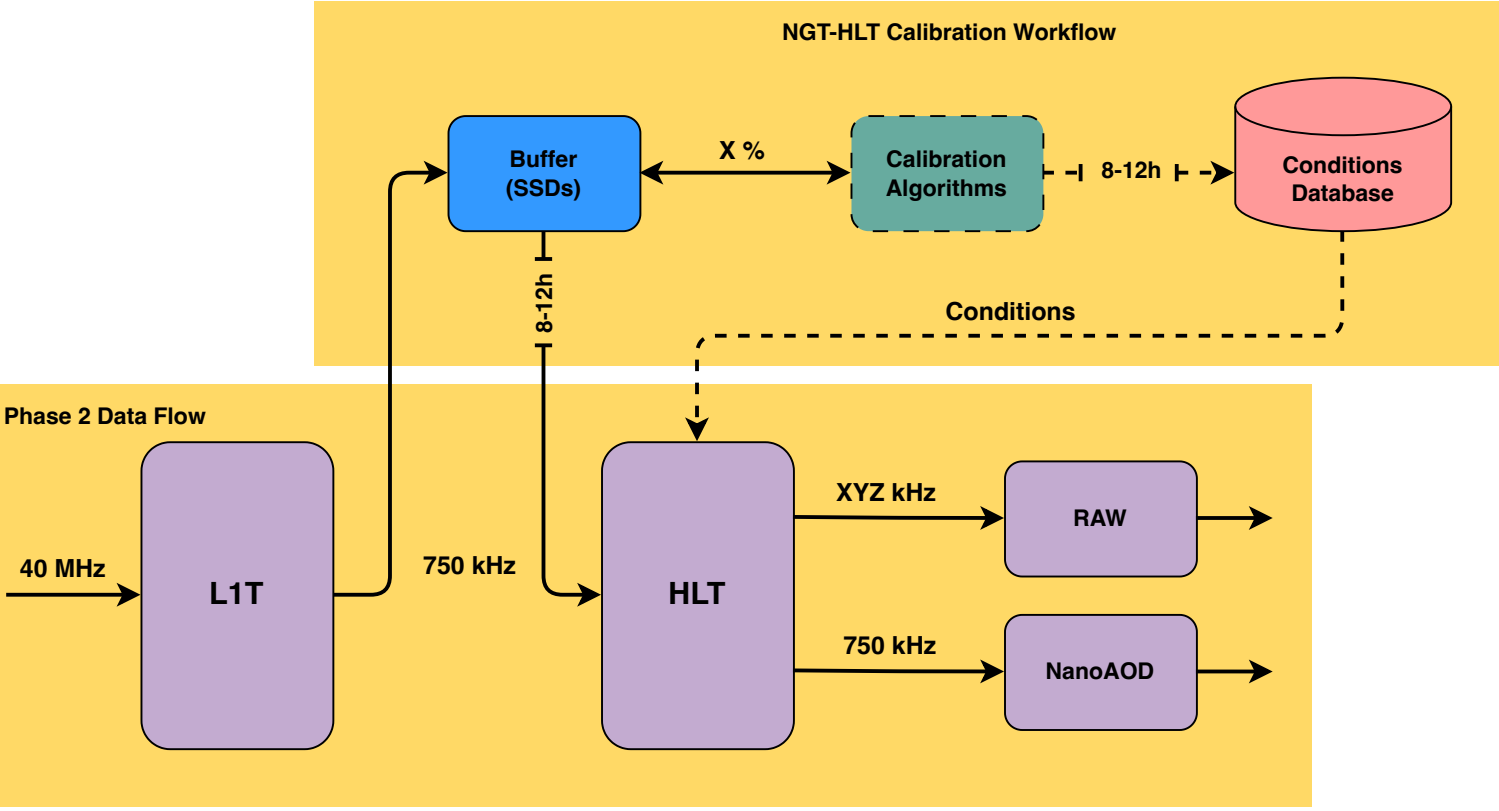 NGT-HLT Calibration Workflow
Buffer
(SSDs)
X %
Calibration
Algorithms
8-12h
Conditions
Database
8-12h
Conditions
Phase 2 Data Flow
40 MHz
L1T
750 kHz
HLT
XYZ kHz
RAW
750 kHz
NanoAOD